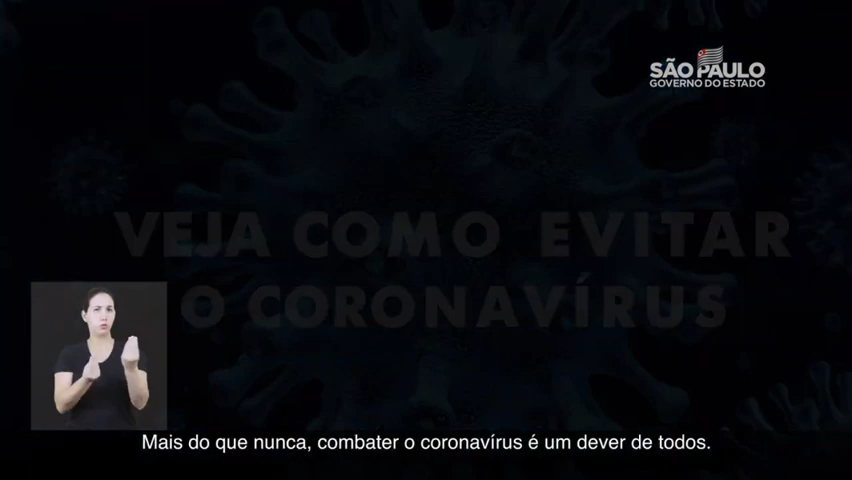 SÃO PAULO
GOVERNO DO ESTADO
VEJA COMO EVITAR
O CORONAVÍRUS
Mais do que nunca, combater o coronavírus é um dever de todos.